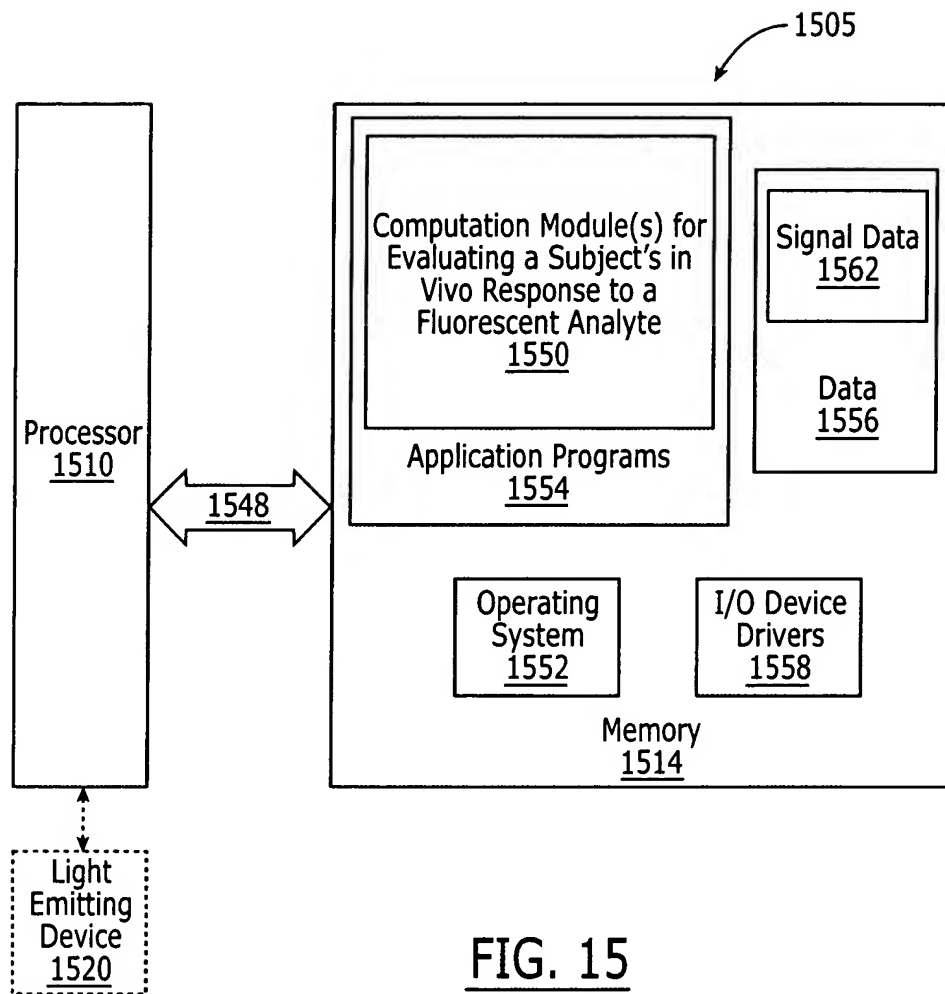 1505
Computation Module(s) for
Evaluating a Subject's in
Vivo Response to a
Fluorescent Analyte
1550
Application Programs
1554
Signal Data
1562
Data
1556
Processor
1510
1548
Operating
System
1552
I/O Device
Drivers
1558
Memory
1514
Light
Emitting
Device
1520
FIG. 15